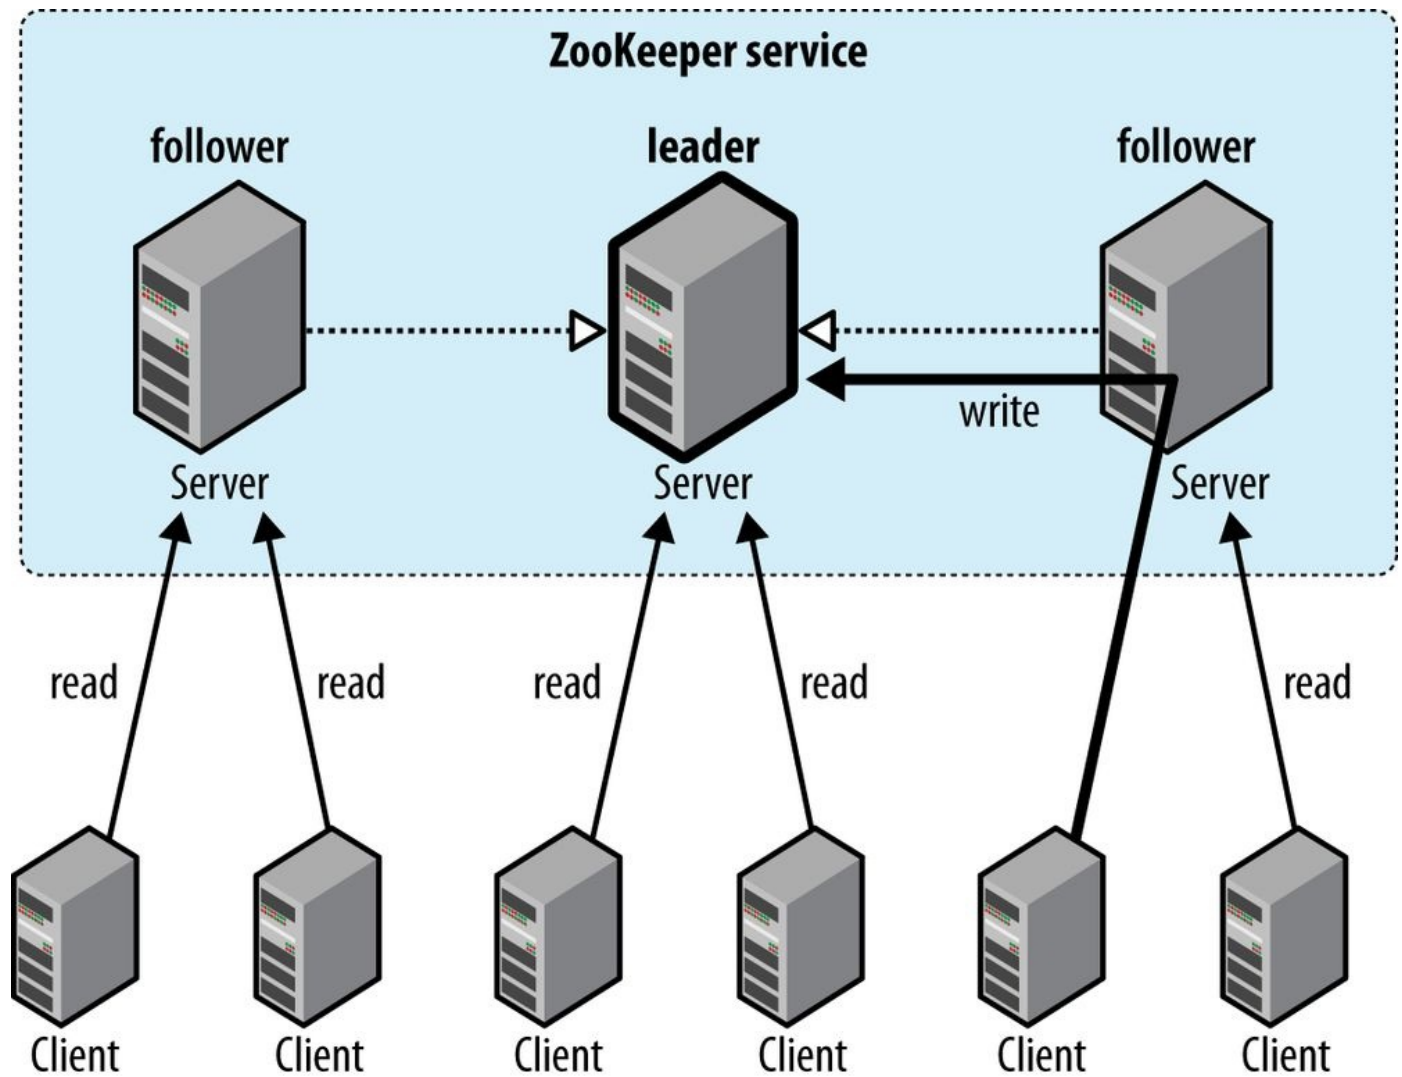 ZooKeeper service
follower
leader
follower
write
Server
Server
Server
read
read
read
read
read
Client
Client
Client
Client
Client
Client